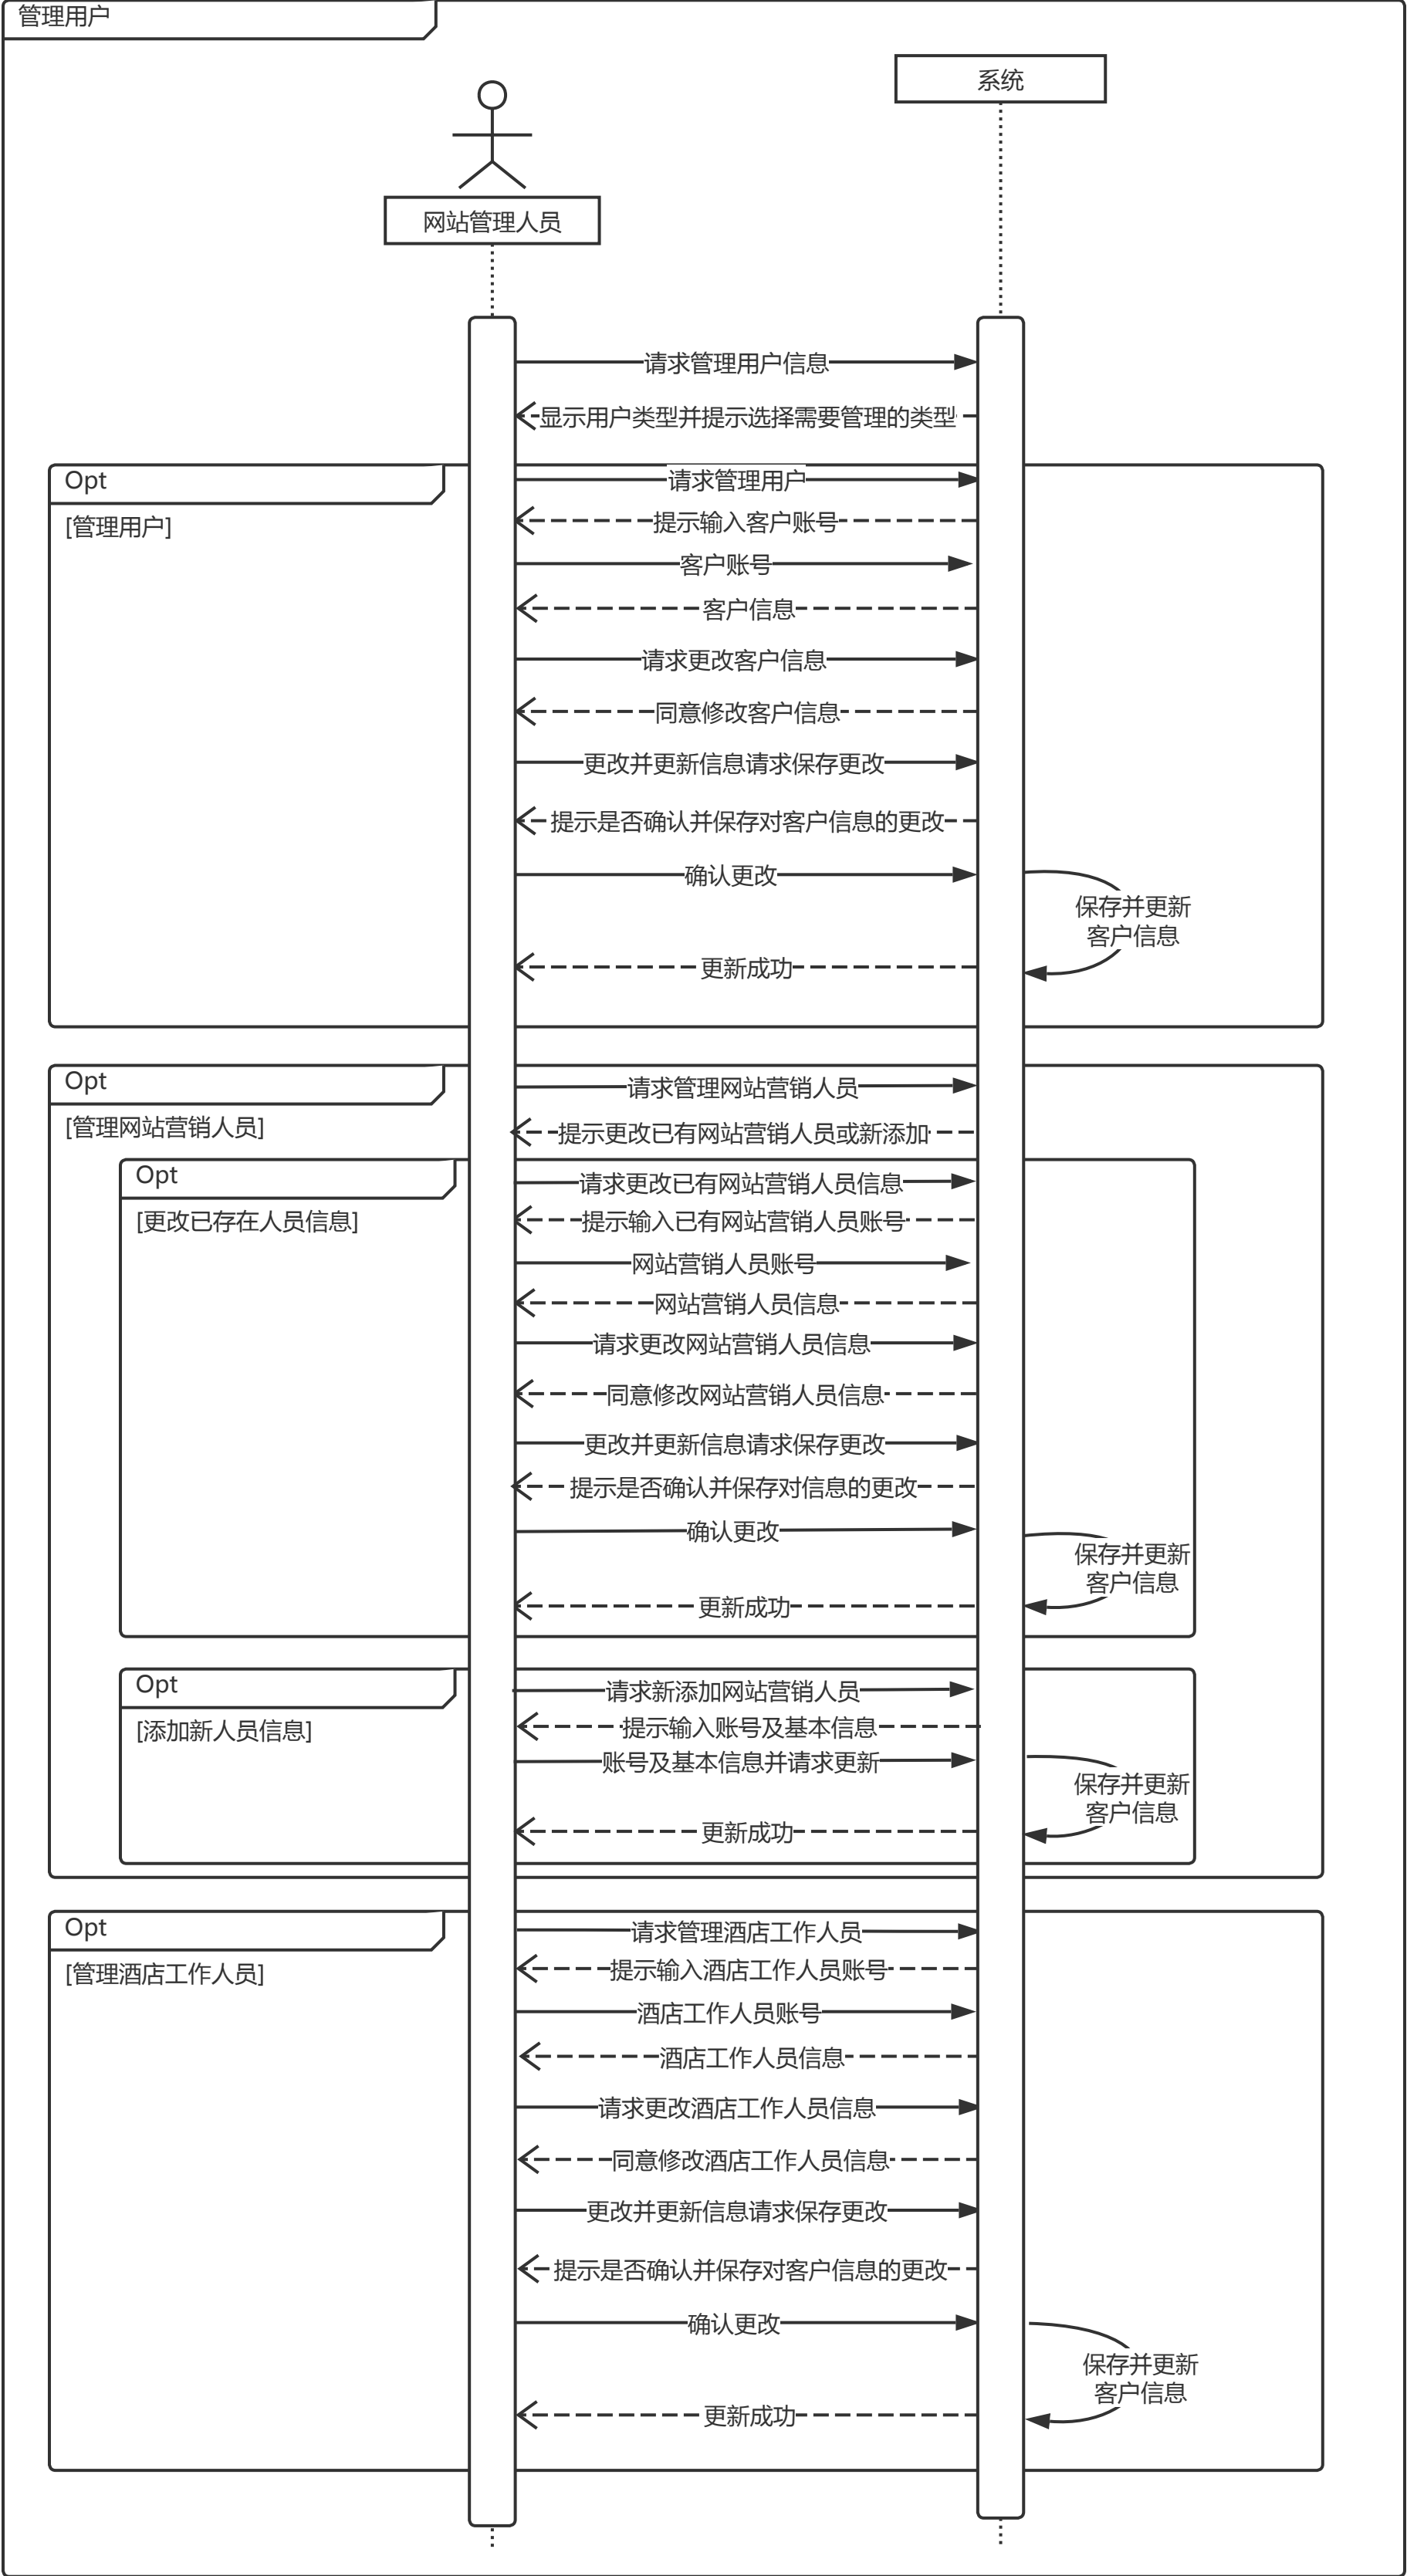 管理用户
系统
网站管理人员
请求管理用户信息
显示用户类型并提示选择需要管理的类型
Opt
请求管理用户
[管理用户]
提示输入客户账号
客户账号
客户信息
请求更改客户信息
同意修改客户信息
更改并更新信息请求保存更改
提示是否确认并保存对客户信息的更改
确认更改
保存并更新
客户信息
更新成功
Opt
请求管理网站营销人员
[管理网站营销人员]
提示更改已有网站营销人员或新添加
Opt
请求更改已有网站营销人员信息
[更改已存在人员信息]
提示输入已有网站营销人员账号
网站营销人员账号
网站营销人员信息
请求更改网站营销人员信息
同意修改网站营销人员信息
更改并更新信息请求保存更改
提示是否确认并保存对信息的更改
确认更改
保存并更新
客户信息
更新成功
Opt
请求新添加网站营销人员
[添加新人员信息]
提示输入账号及基本信息
账号及基本信息并请求更新
保存并更新
客户信息
更新成功
Opt
请求管理酒店工作人员
[管理酒店工作人员]
提示输入酒店工作人员账号
酒店工作人员账号
酒店工作人员信息
请求更改酒店工作人员信息
同意修改酒店工作人员信息
更改并更新信息请求保存更改
提示是否确认并保存对客户信息的更改
确认更改
保存并更新
客户信息
更新成功